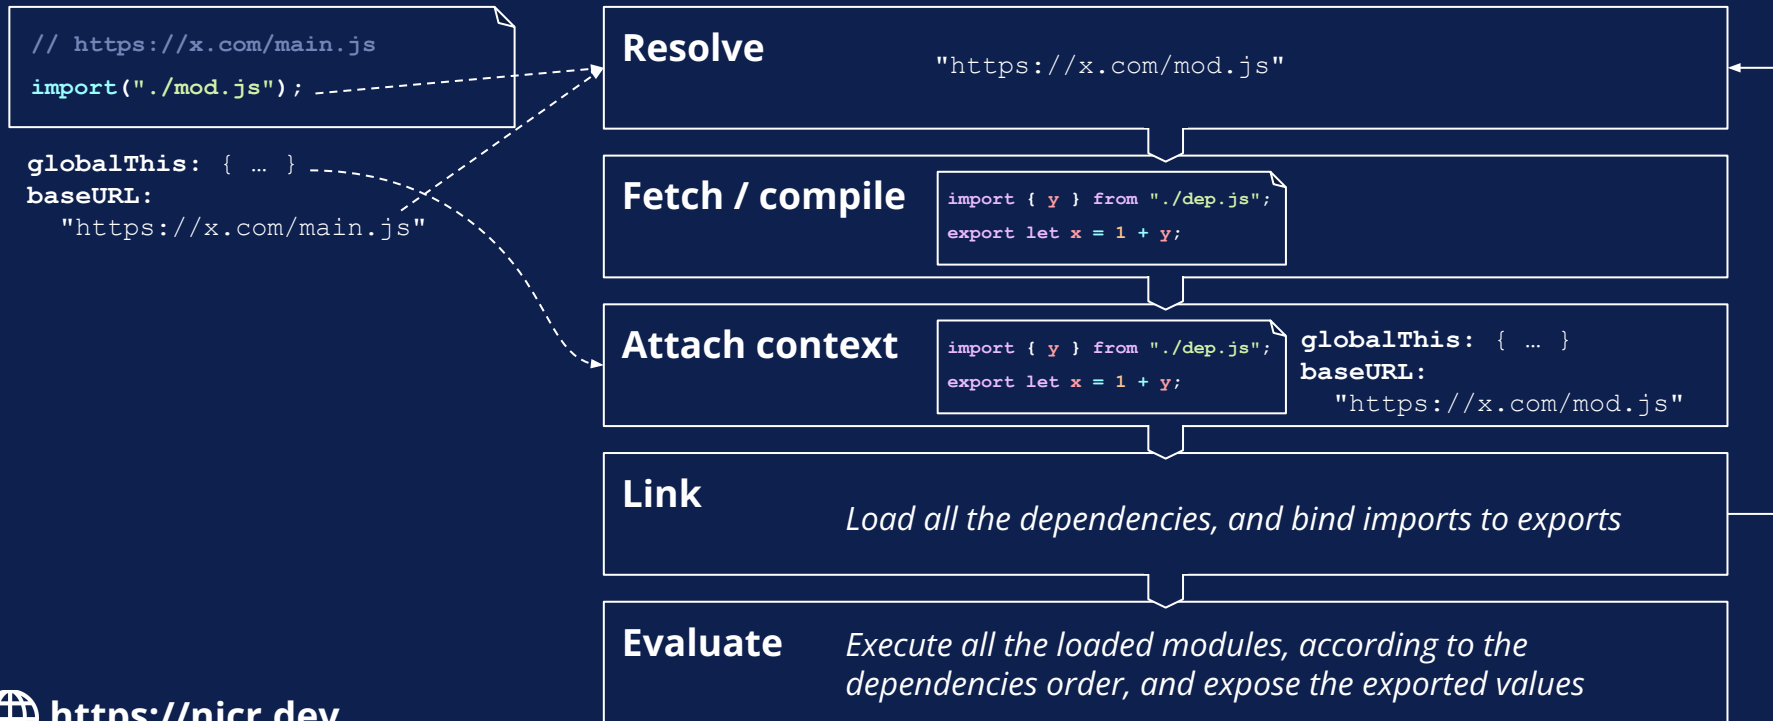 // https://x.com/main.js
import("./mod.js");
globalThis: { … }
baseURL:
"https://x.com/main.js"
Resolve
"https://x.com/mod.js"
Fetch / compile
import { y } from "./dep.js";
export let x = 1 + y;
Attach context
import { y } from "./dep.js";
export let x = 1 + y;
globalThis: { … }
baseURL:
"https://x.com/mod.js"
Link
Load all the dependencies, and bind imports to exports
Evaluate
Execute all the loaded modules, according to the
dependencies order, and expose the exported values
https://nicr.dev